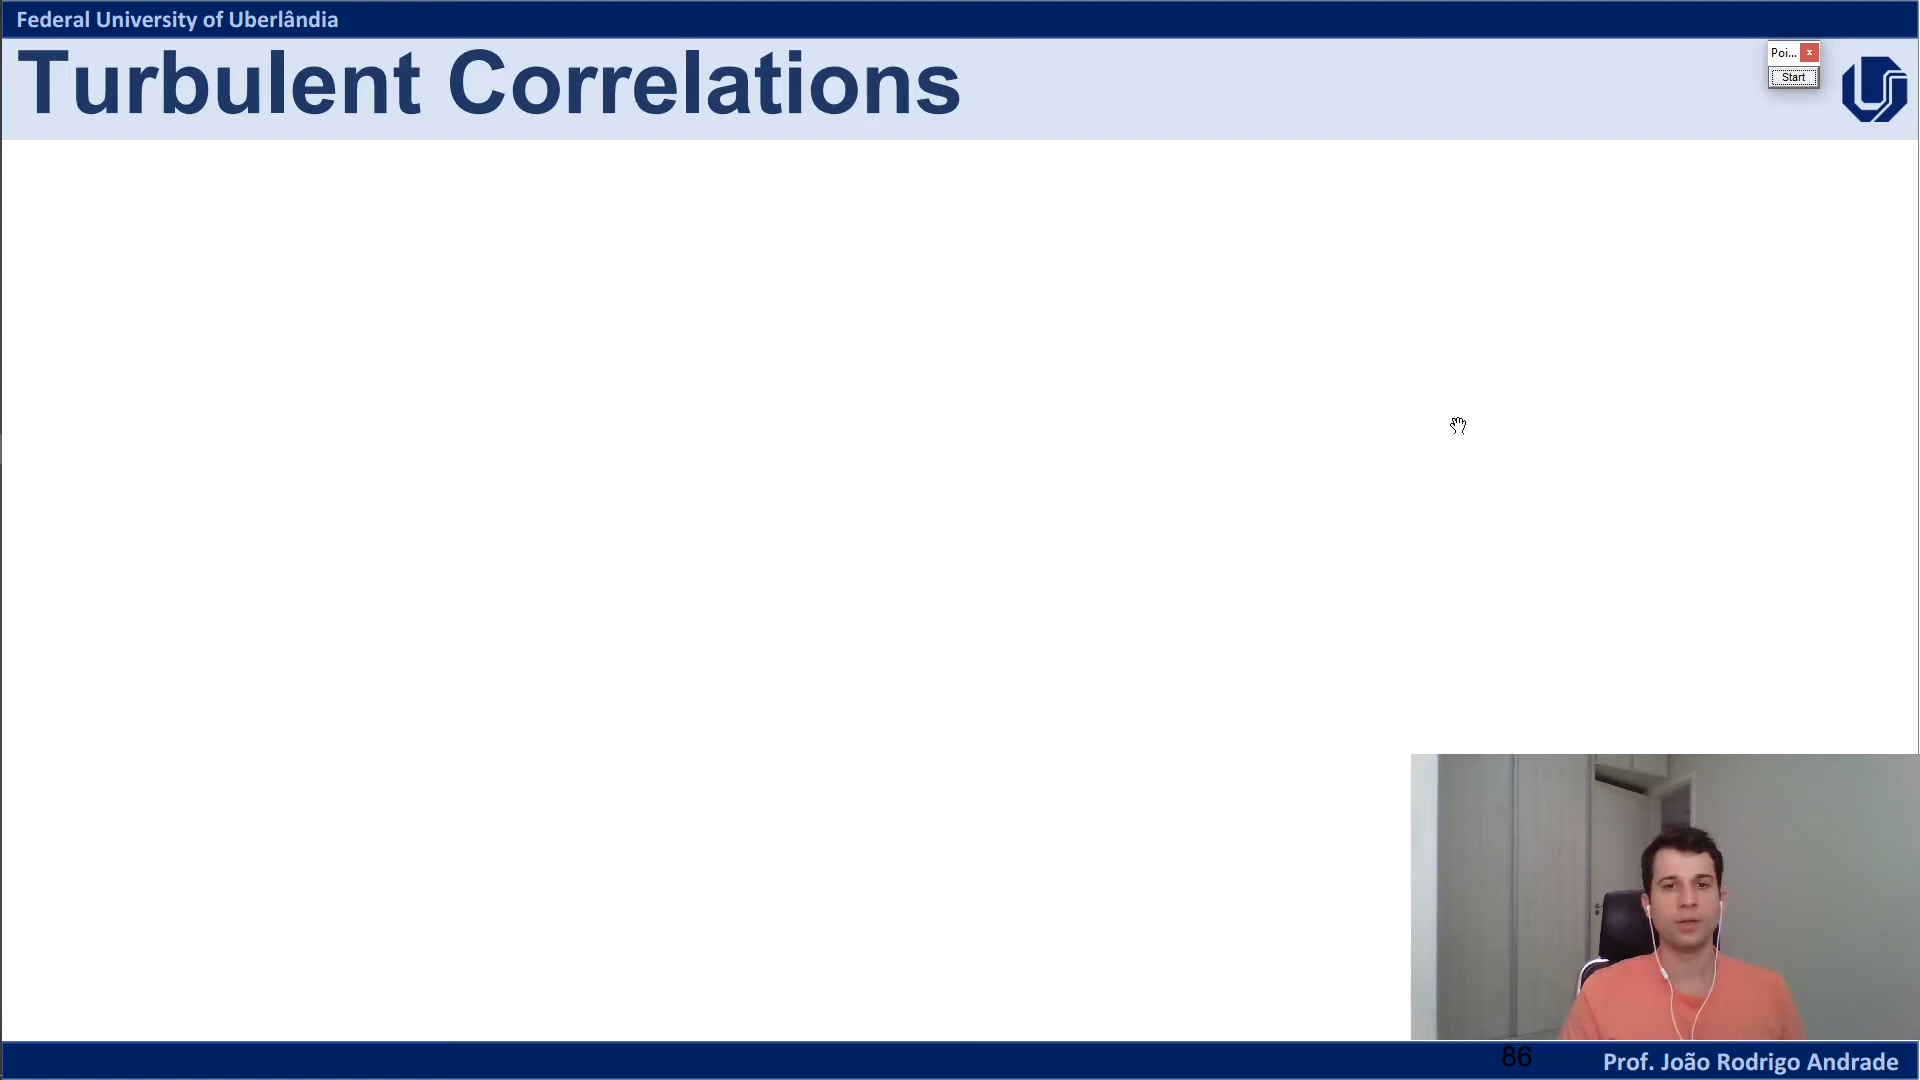 Federal University of Uberlândia
Turbulent Correlations
Poi... x
Start
86
Prof. João Rodrigo Andrade